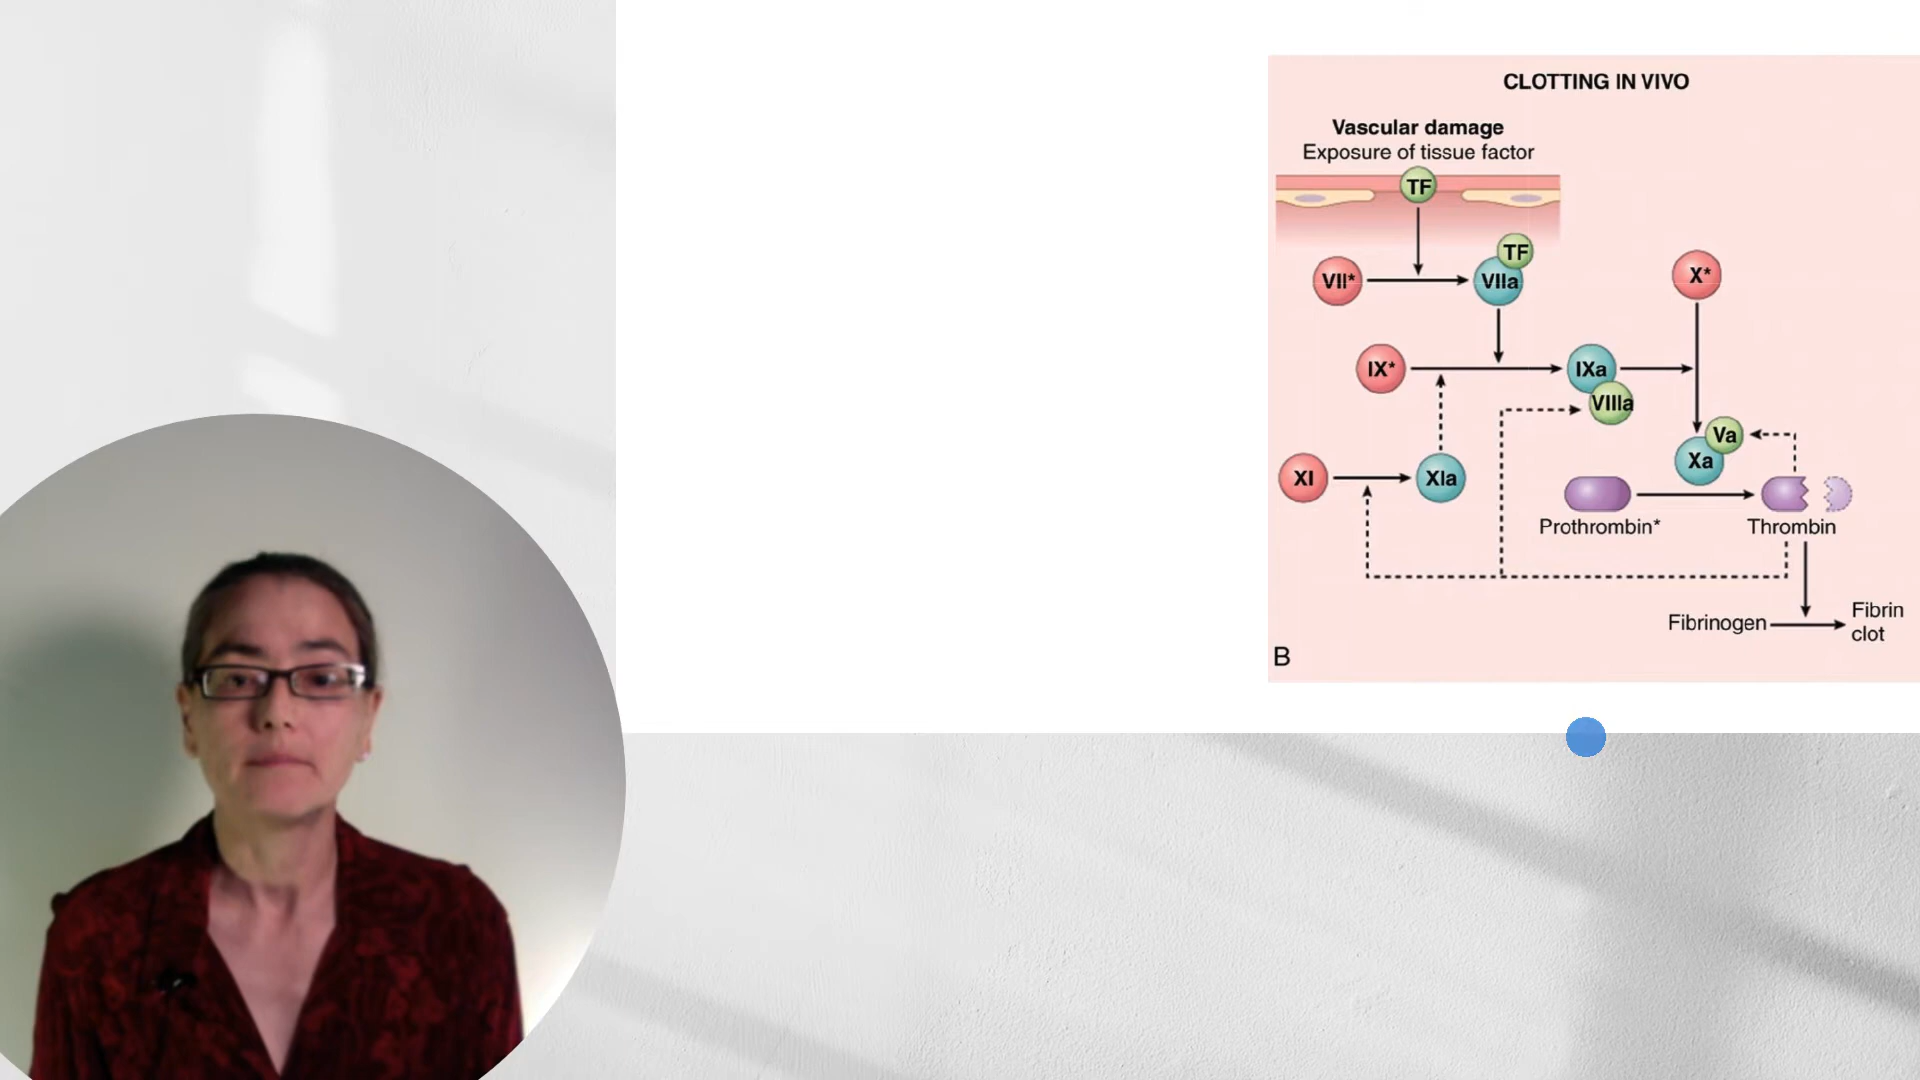 CLOTTING IN VIVO
Vascular damage
Exposure of tissue factor
TF
TF
VII*
VIIa
X*
IX*
IXa
VIIIa
Va
Xa
XI
XIa
Prothrombin*
Thrombin
Fibrinogen
Fibrin
clot
B